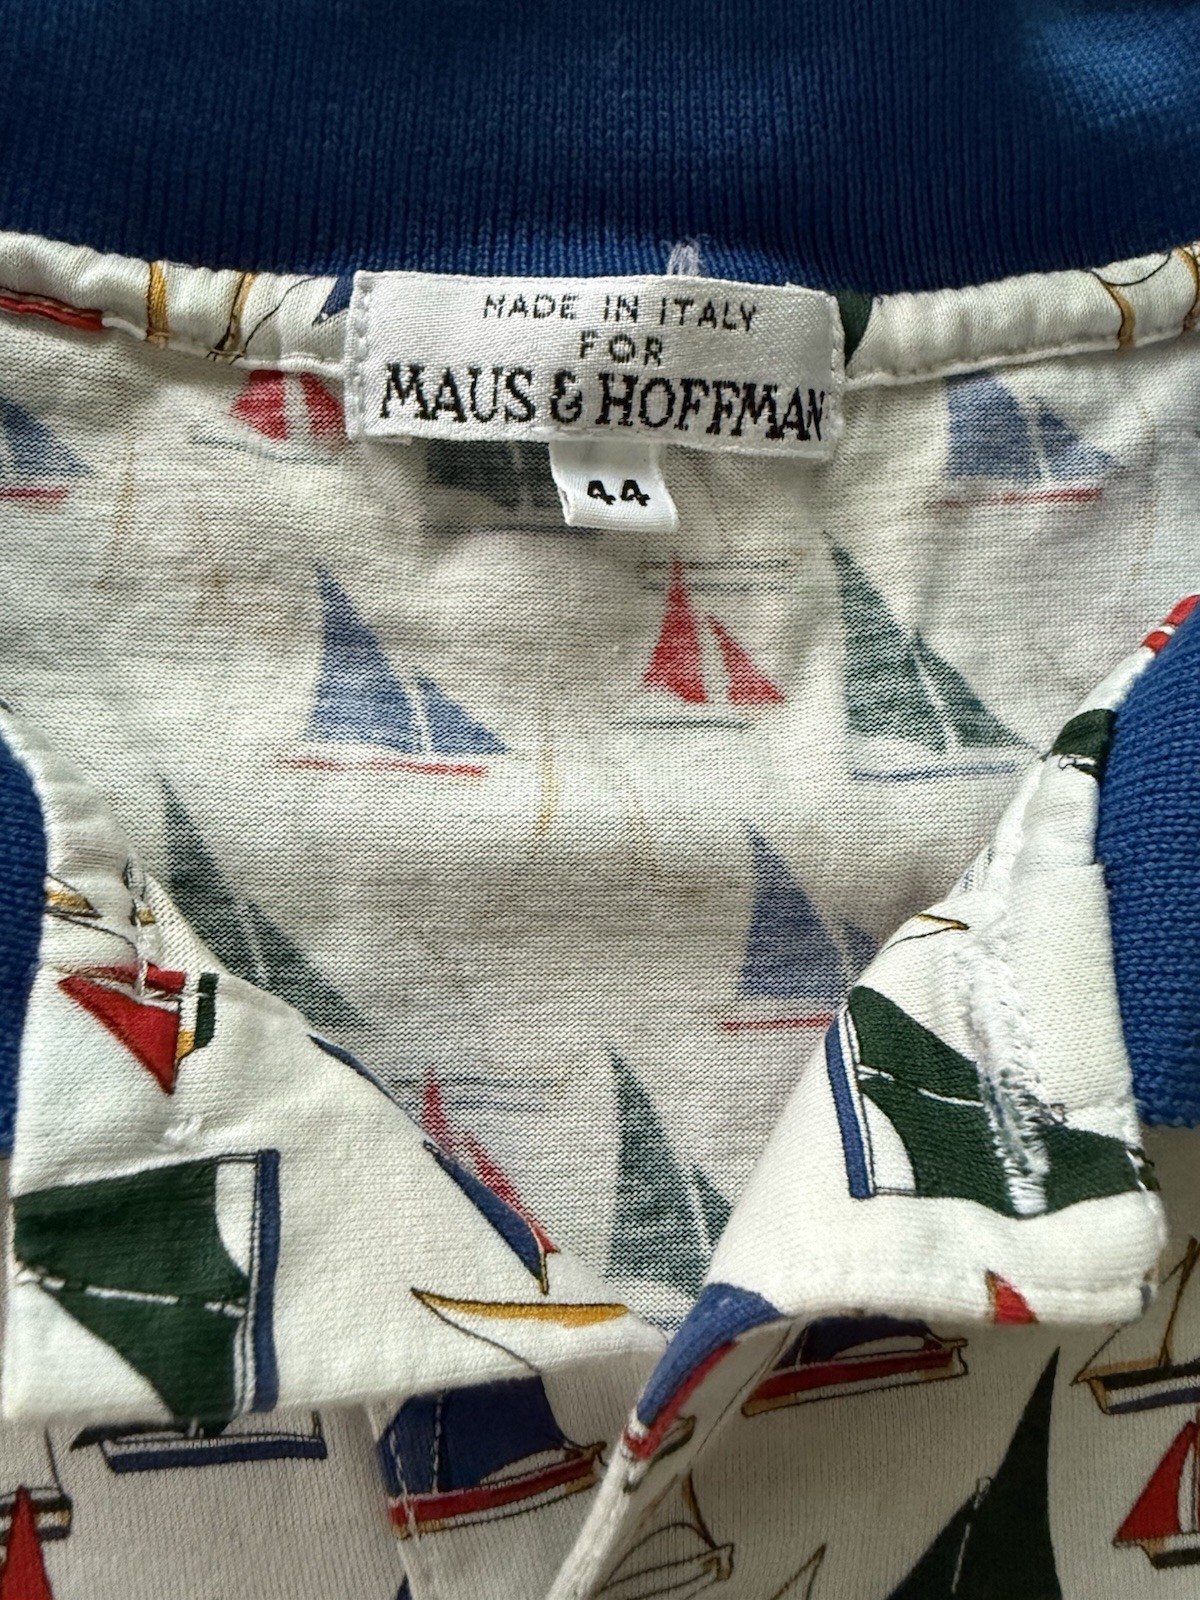 MADE IN ITALY
FOR
MAUS & HOFFMAN
44